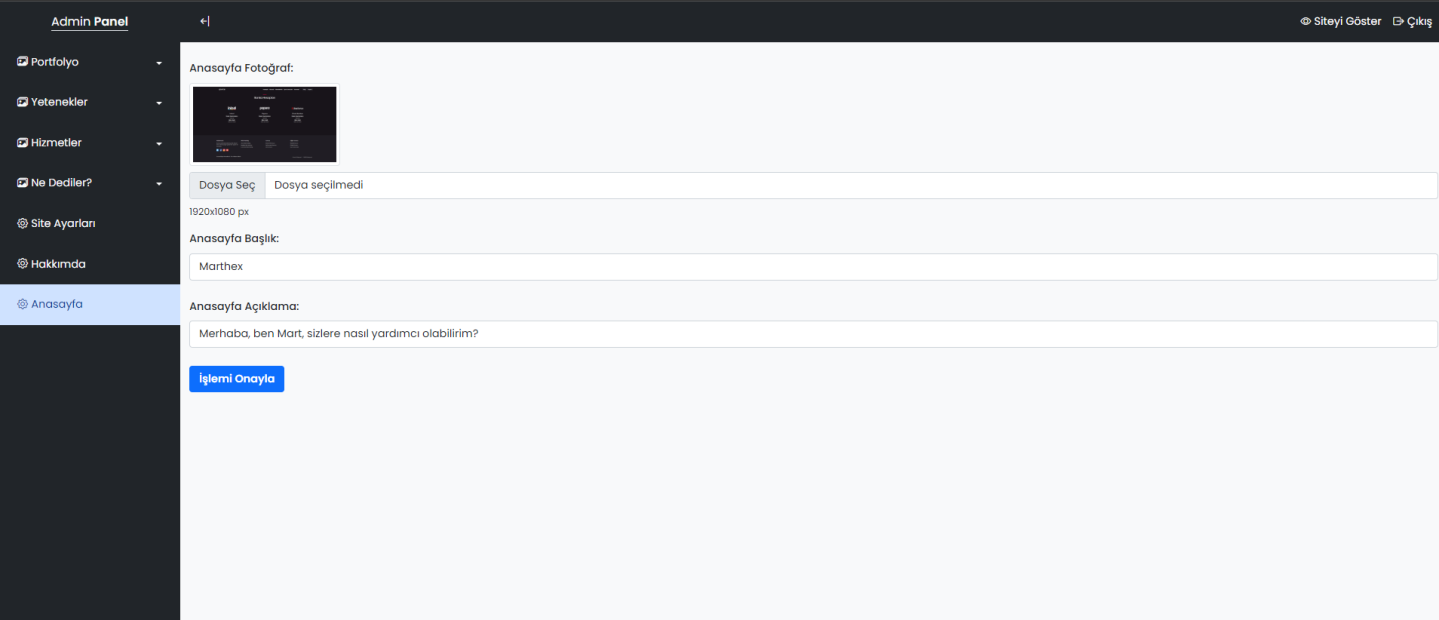 Admin Panel
Siteyi Göster
Çıkış
Portfolyo
Yetenekler
Hizmetler
Ne Dediler?
Site Ayarları
Hakkımda
Anasayfa
Anasayfa Fotoğraf:
Dosya Seç Dosya seçilmedi
1920x1080 px
Anasayfa Başlık:
Marthex
Anasayfa Açıklama:
Merhaba, ben Mart, sizlere nasıl yardımcı olabilirim?
İşlemi Onayla